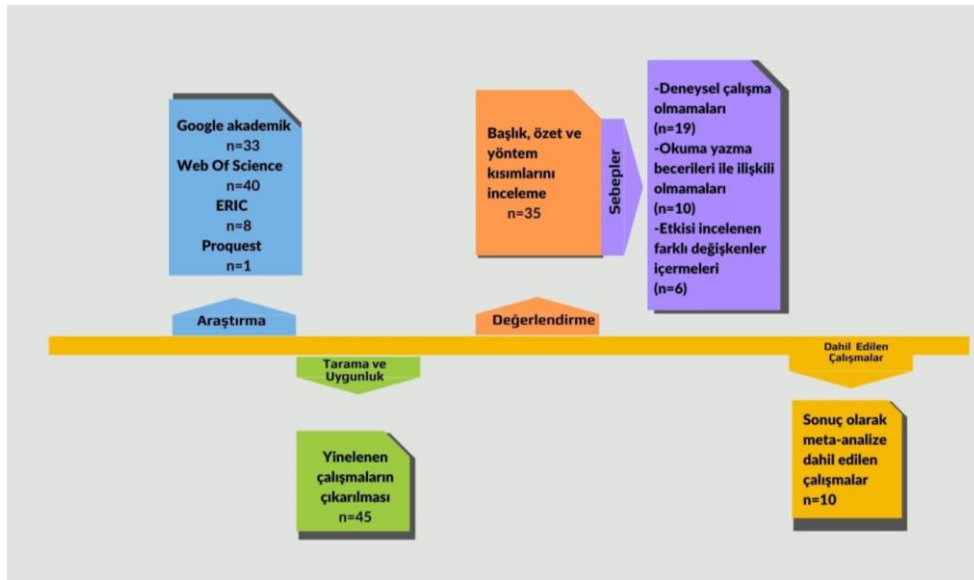 Google akademik
n=33
Web Of Science
n=40
ERIC
n=8
Proquest
n=1
Araştırma
Tarama ve
Uygunluk
Yinelenen
çalışmaların
çıkarılması
n=45
Başlık, özet ve
yöntem
kısımlarını
inceleme
n=35
Değerlendirme
Sebepler
-Deneysel çalışma
olmamaları
(n=19)
-Okuma yazma
becerileri ile ilişkili
olmamaları
(n=10)
-Etkisi incelenen
farklı değişkenler
içermeleri
(n=6)
Dahil Edilen
Çalışmalar
Sonuç olarak
meta-analize
dahil edilen
çalışmalar
n=10